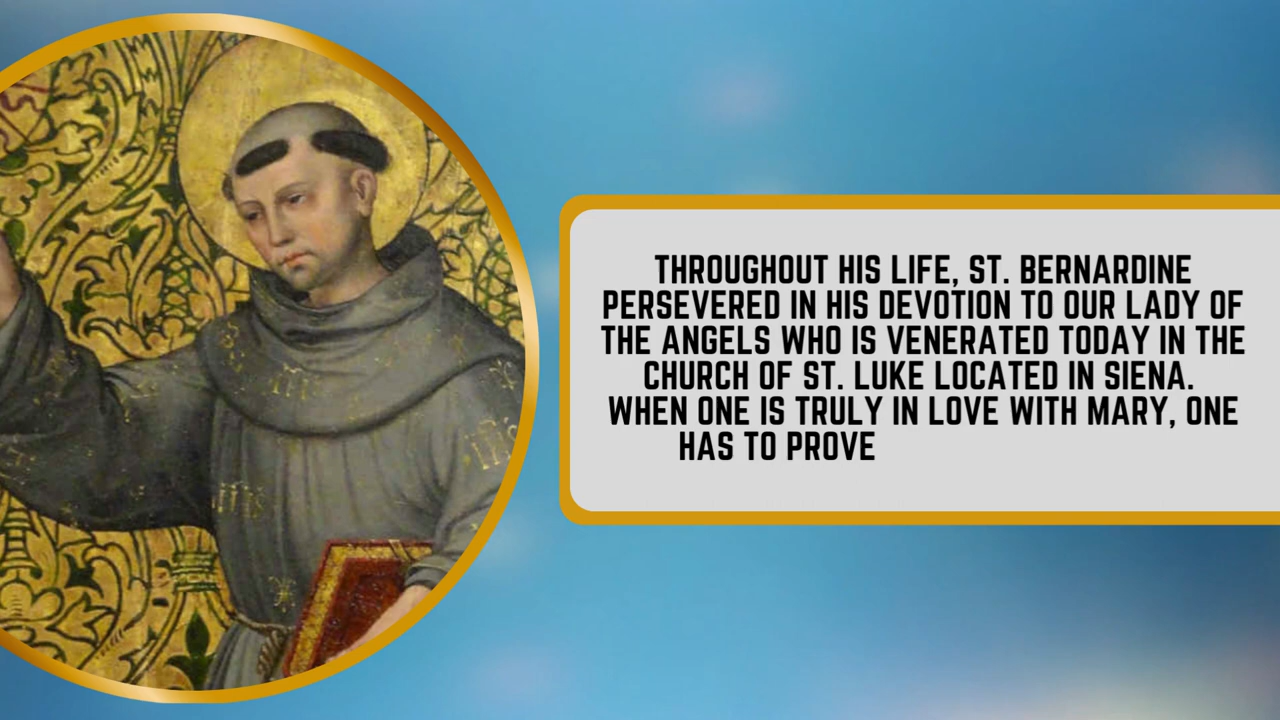 THROUGHOUT HIS LIFE, ST. BERNARDINE
PERSEVERED IN HIS DEVOTION TO OUR LADY OF
THE ANGELS WHO IS VENERATED TODAY IN THE
CHURCH OF ST. LUKE LOCATED IN SIENA.
WHEN ONE IS TRULY IN LOVE WITH MARY, ONE
HAS TO PROVE